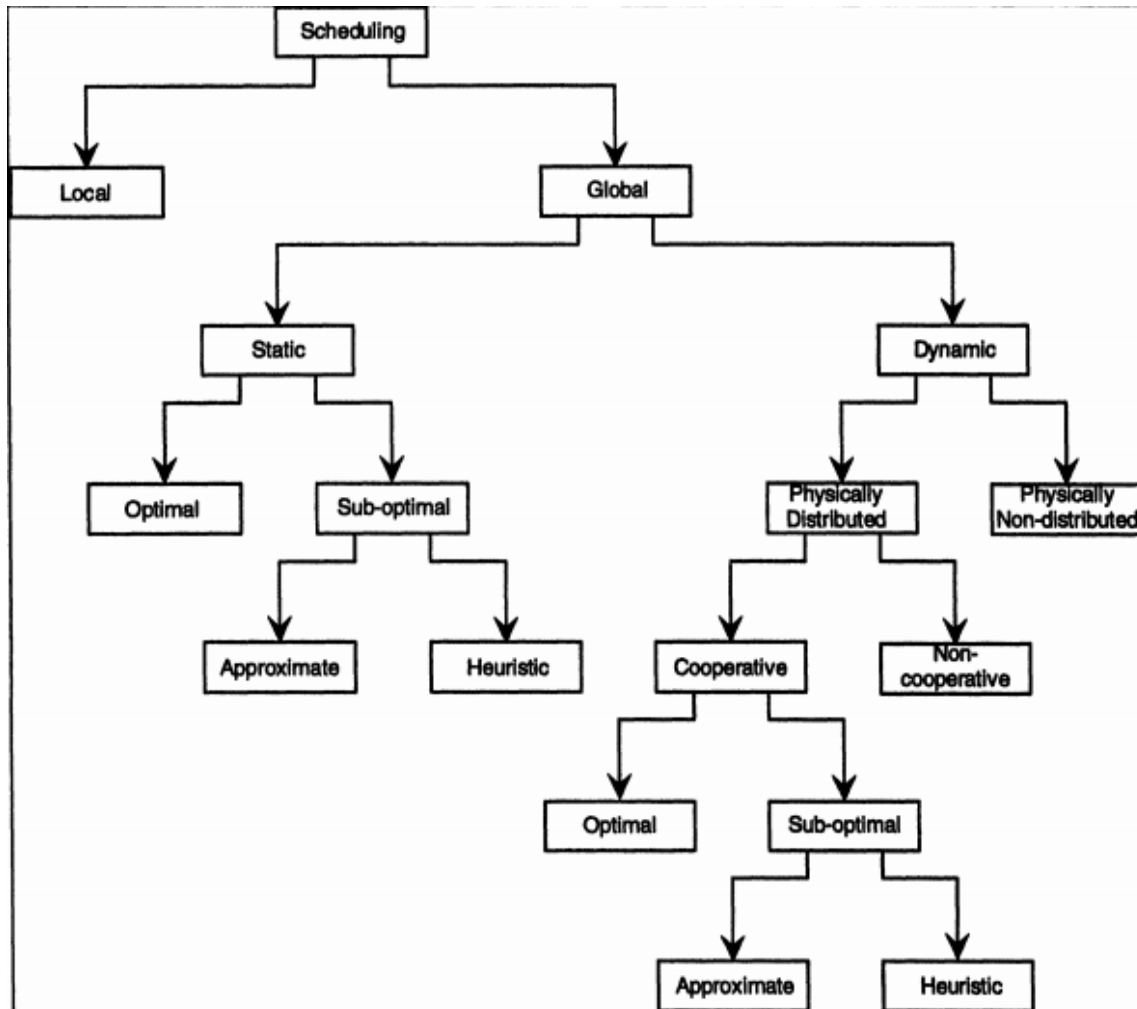 Scheduling
Local
Global
Static
Dynamic
Optimal
Sub-optimal
Physically
Distributed
Physically
Non-distributed
Approximate
Heuristic
Cooperative
Non-
cooperative
Optimal
Sub-optimal
Approximate
Heuristic